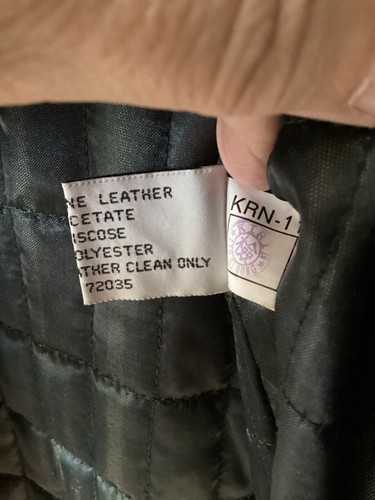 NE LEATHER
CETATE
ISCOSE
OLYESTER
THER CLEAN ONLY
72035
KRN-1